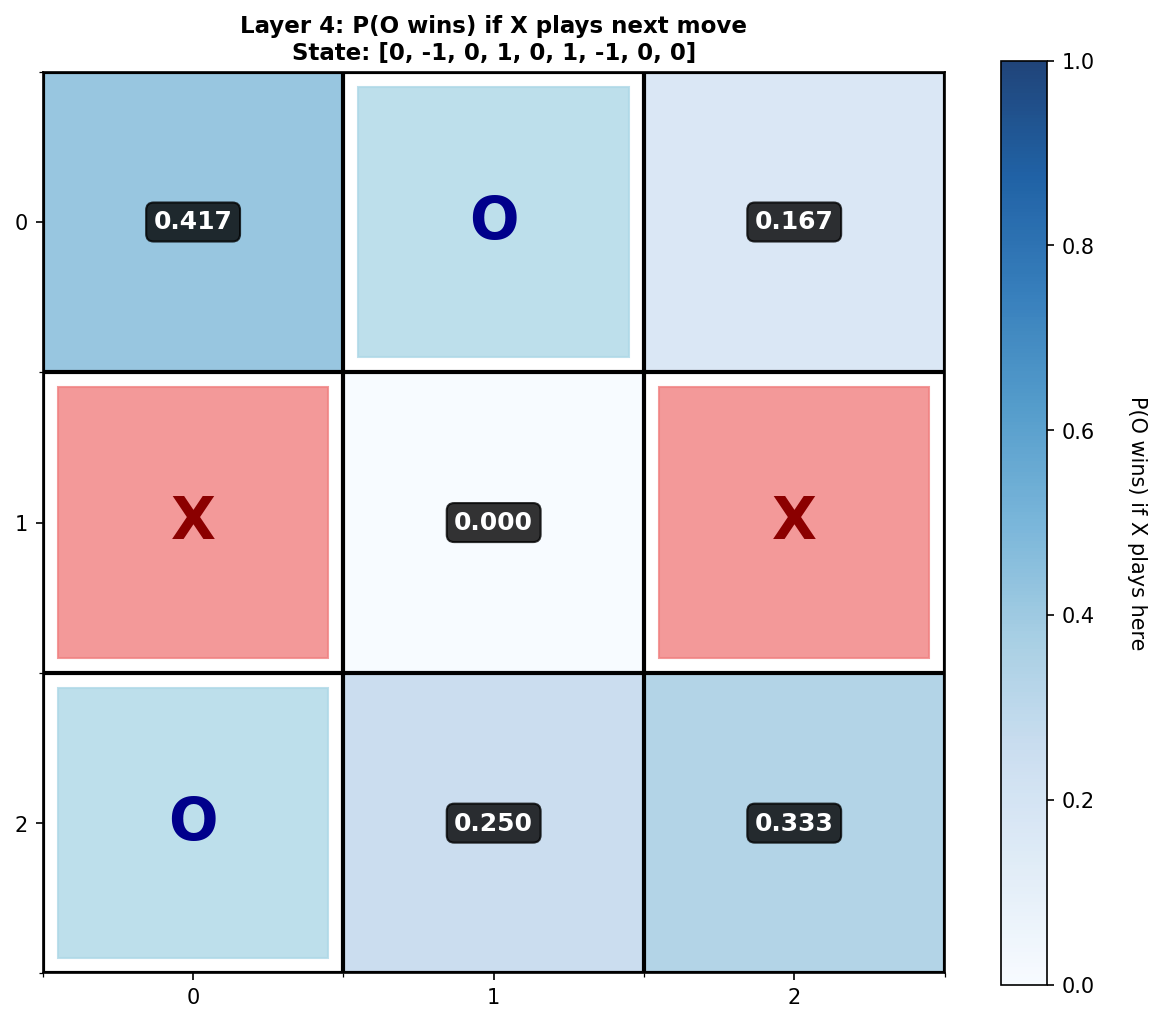 Layer 4: P(O wins) if X plays next move
State: [0, -1, 0, 1, 0, 1, -1, 0, 0]
0
0.417
O
0.167
1
X
0.000
X
2
O
0.250
0.333
0
1
2
1.0
0.8
0.6
0.4
0.2
0.0
P(O wins) if X plays here